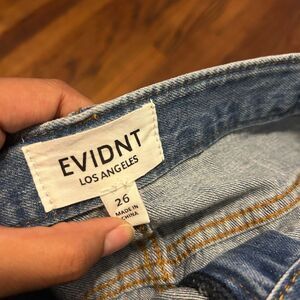 EVIDNT
LOS ANGELES
26
MADE IN
CHINA